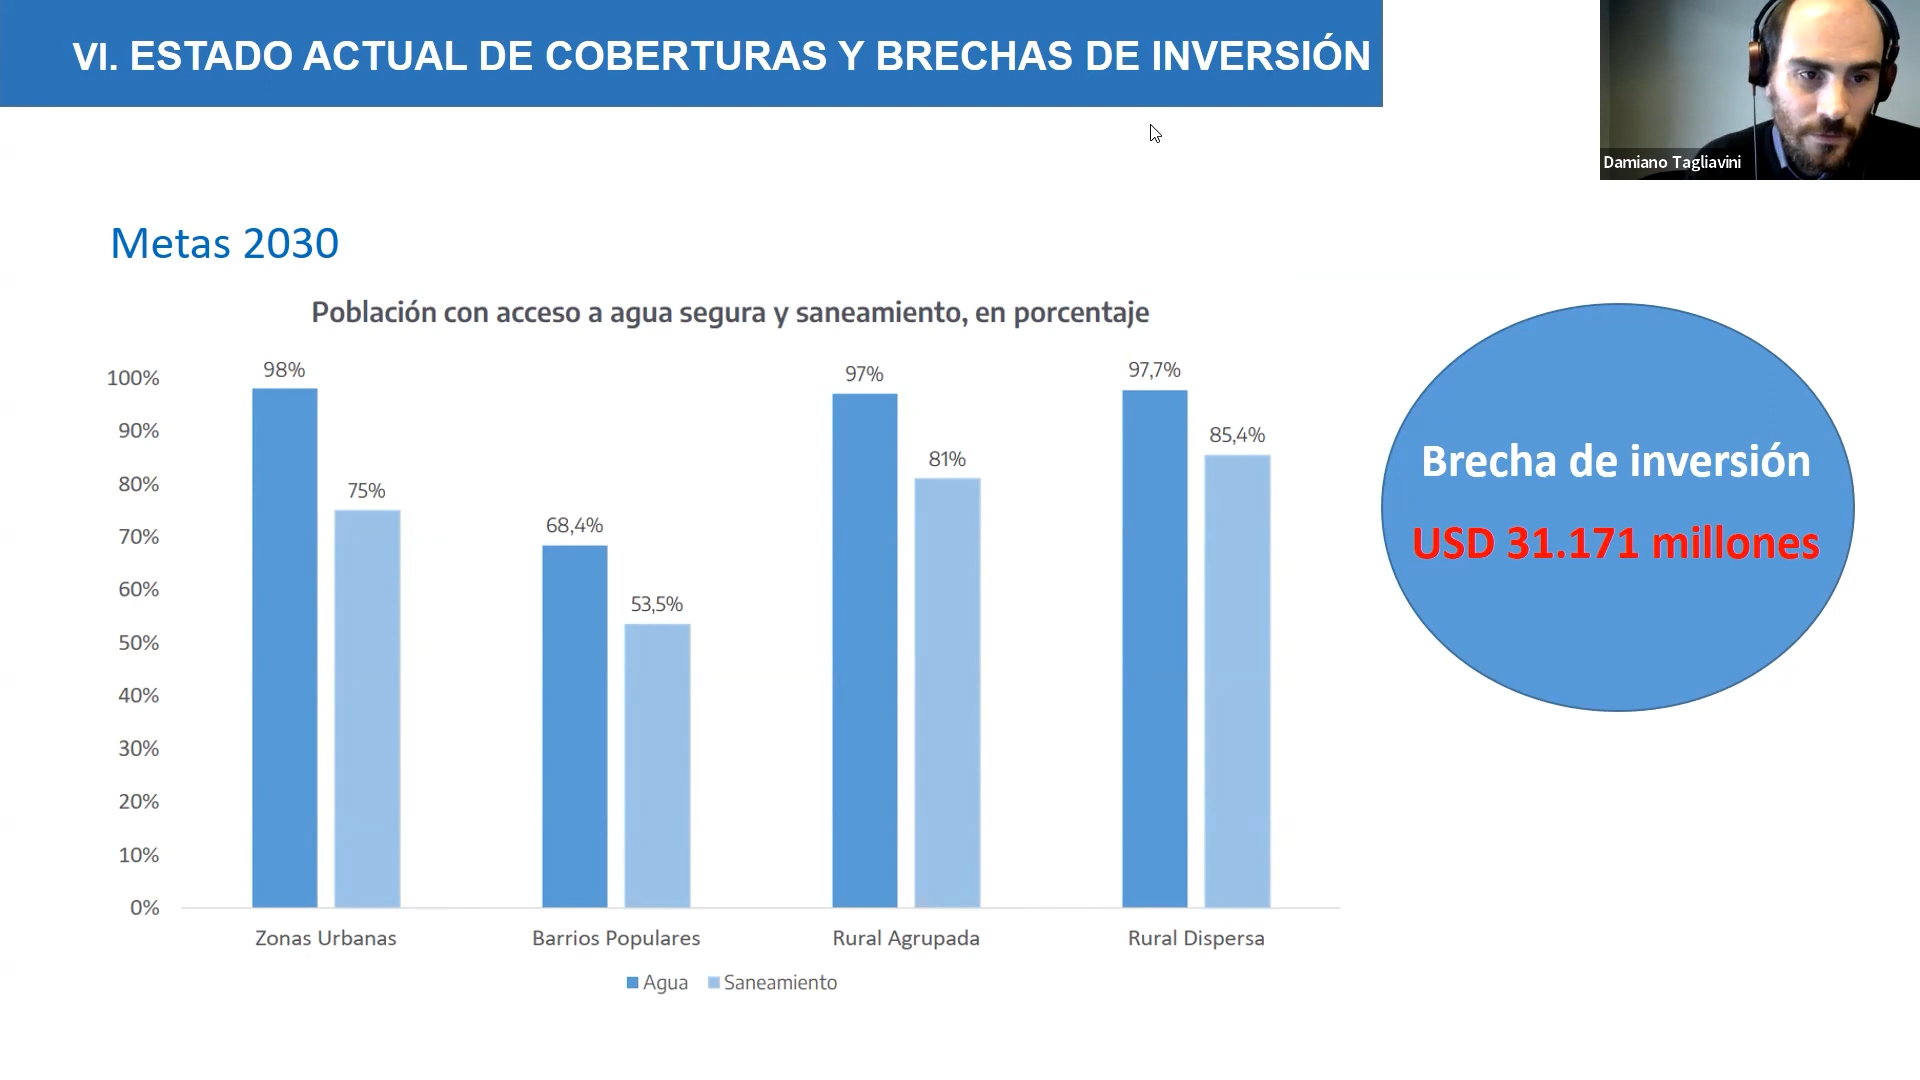 VI. ESTADO ACTUAL DE COBERTURAS Y BRECHAS DE INVERSIÓN
Damiano Tagliavini
Metas 2030
Población con acceso a agua segura y saneamiento, en porcentaje
100%
90%
80%
70%
60%
50%
40%
30%
20%
10%
0%
98%
75%
68,4%
53,5%
97%
81%
97,7%
85,4%
Zonas Urbanas
Barrios Populares
Rural Agrupada
Rural Dispersa
Agua
Saneamiento
Brecha de inversión
USD 31.171 millones